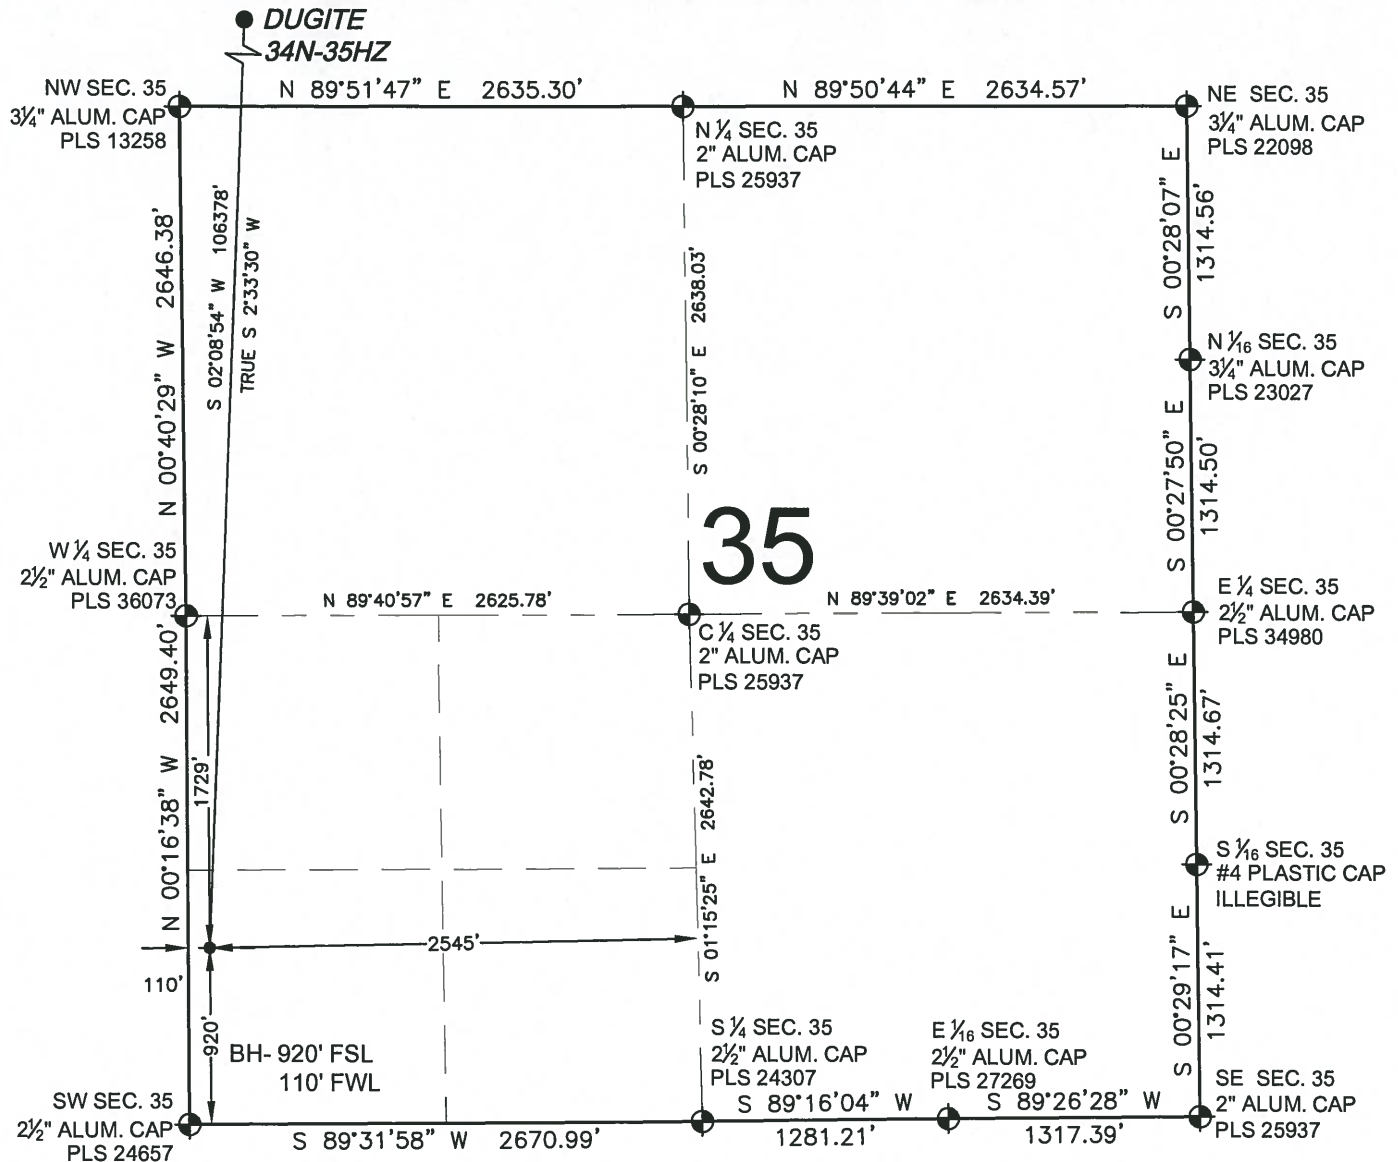 DUGITE
34N-35HZ
NW SEC. 35
3¼" ALUM. CAP
PLS 13258
N 89°51'47" E 2635.30'
N 89°50'44" E 2634.57'
NE SEC. 35
3¼" ALUM. CAP
PLS 22098
N ¼ SEC. 35
2" ALUM. CAP
PLS 25937
N 00°40'29" W 2646.38'
S 02°08'54" W 106378'
TRUE S 2°33'30" W
S 00°28'10" E 2638.03'
S 00°28'07" E
1314.56'
N 1⁄16 SEC. 35
3¼" ALUM. CAP
PLS 23027
S 00°27'50" E
1314.50'
35
W ¼ SEC. 35
2½" ALUM. CAP
PLS 36073
N 89°40'57" E 2625.78'
N 89°39'02" E 2634.39'
E ¼ SEC. 35
2½" ALUM. CAP
PLS 34980
C ¼ SEC. 35
2" ALUM. CAP
PLS 25937
N 00°16'38" W 2649.40'
1729'
S 01°15'25" E 2642.78'
S 00°28'25" E
1314.67'
S 1⁄16 SEC. 35
#4 PLASTIC CAP
ILLEGIBLE
2545'
110'
920'
BH- 920' FSL
110' FWL
S 00°29'17" E
1314.41'
S ¼ SEC. 35
2½" ALUM. CAP
PLS 24307
E 1⁄16 SEC. 35
2½" ALUM. CAP
PLS 27269
SW SEC. 35
2½" ALUM. CAP
PLS 24657
S 89°31'58" W 2670.99'
S 89°16'04" W
1281.21'
S 89°26'28" W
1317.39'
SE SEC. 35
2" ALUM. CAP
PLS 25937